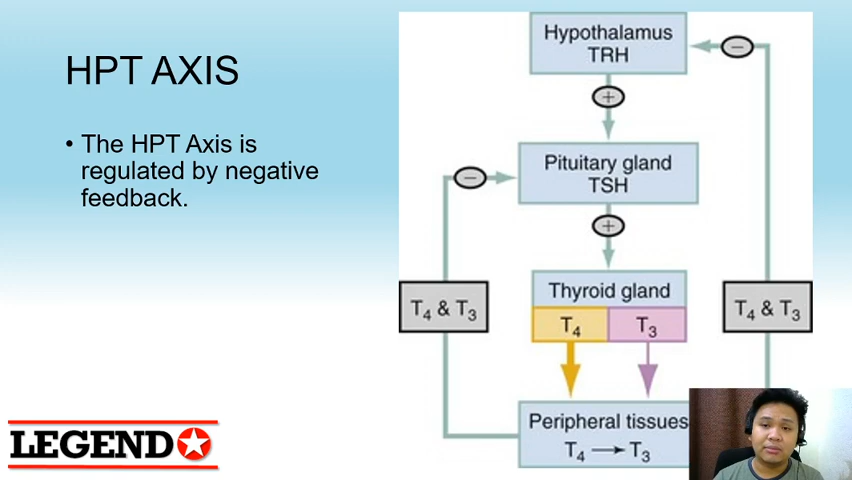 HPT AXIS
• The HPT Axis is
regulated by negative
feedback.
Hypothalamus
TRH
−
+
Pituitary gland
TSH
−
+
Thyroid gland
T₄ T₃
T₄ & T₃
T₄ & T₃
Peripheral tissues
T₄ → T₃
LEGEND